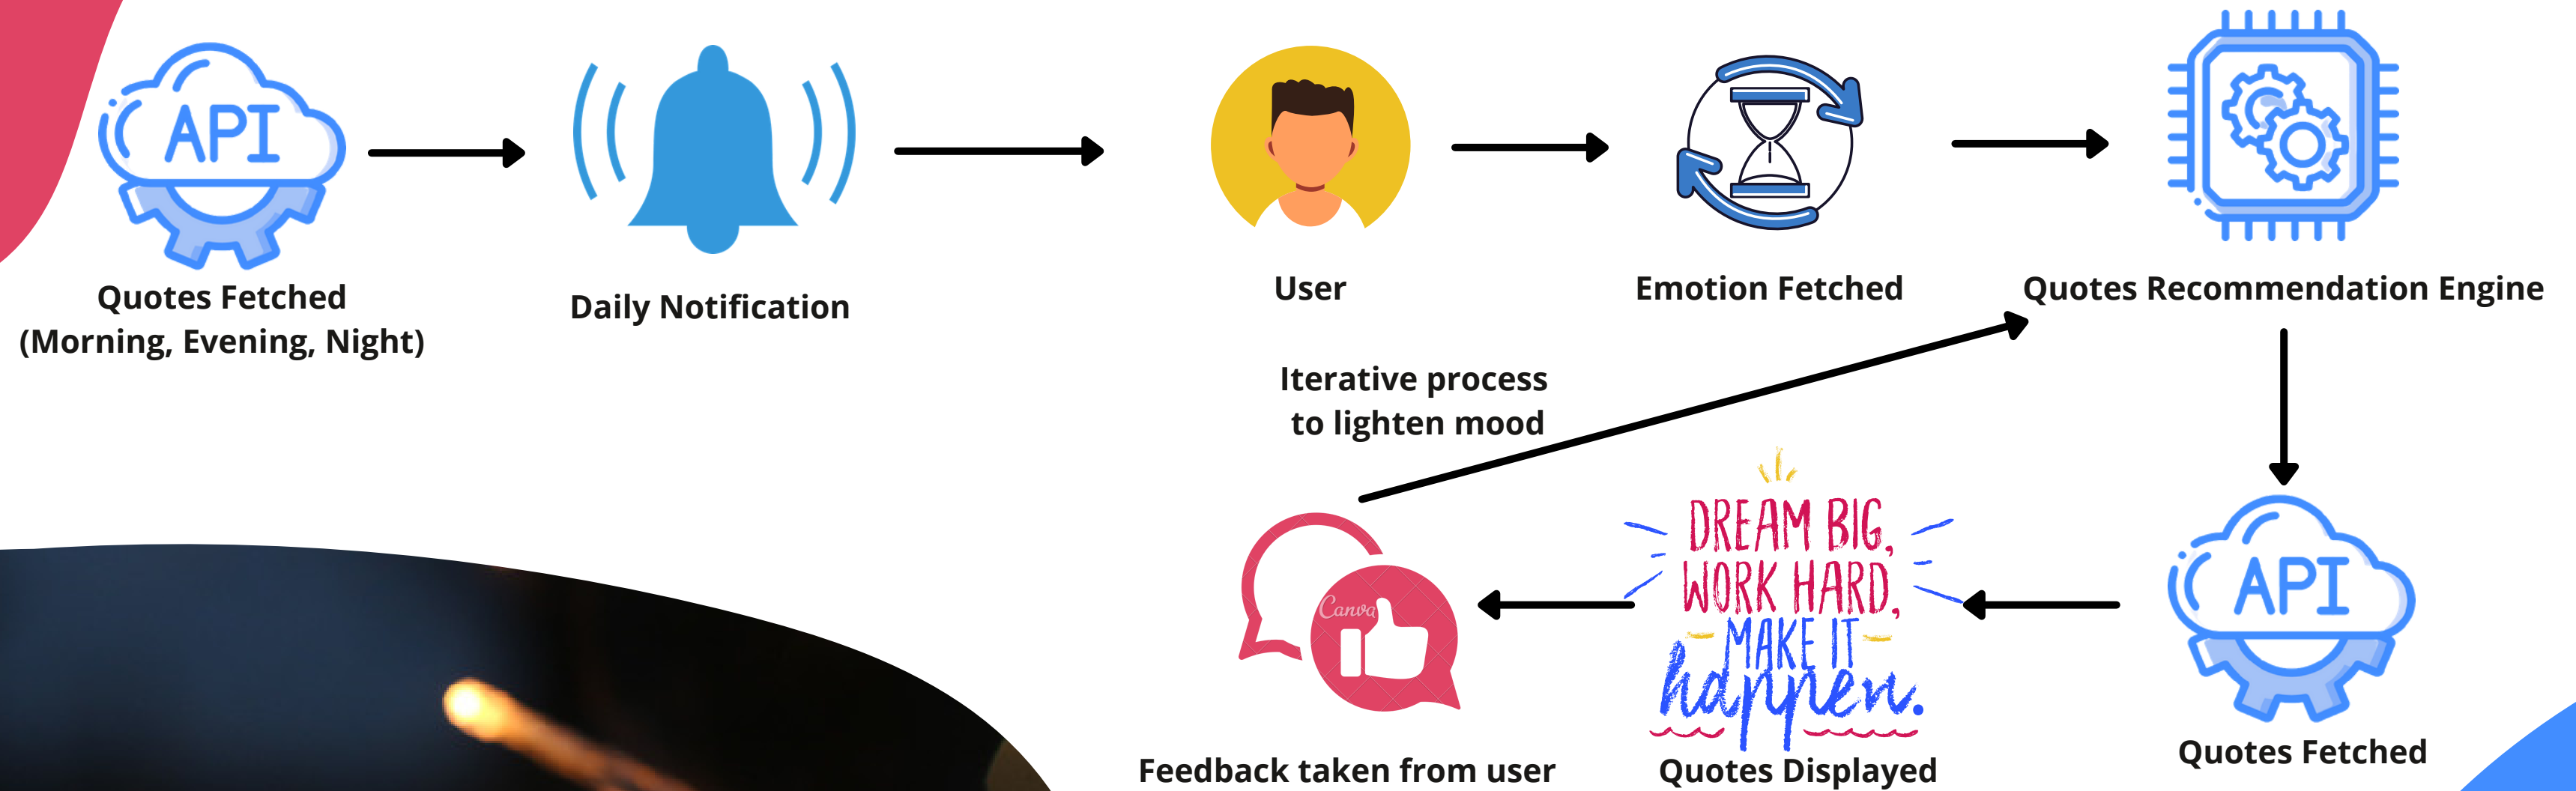 API
Quotes Fetched
(Morning, Evening, Night)
Daily Notification
User
Emotion Fetched
Quotes Recommendation Engine
Iterative process
to lighten mood
API
Quotes Fetched
DREAM BIG,
WORK HARD,
MAKE IT
happen.
Quotes Displayed
Canva
Feedback taken from user